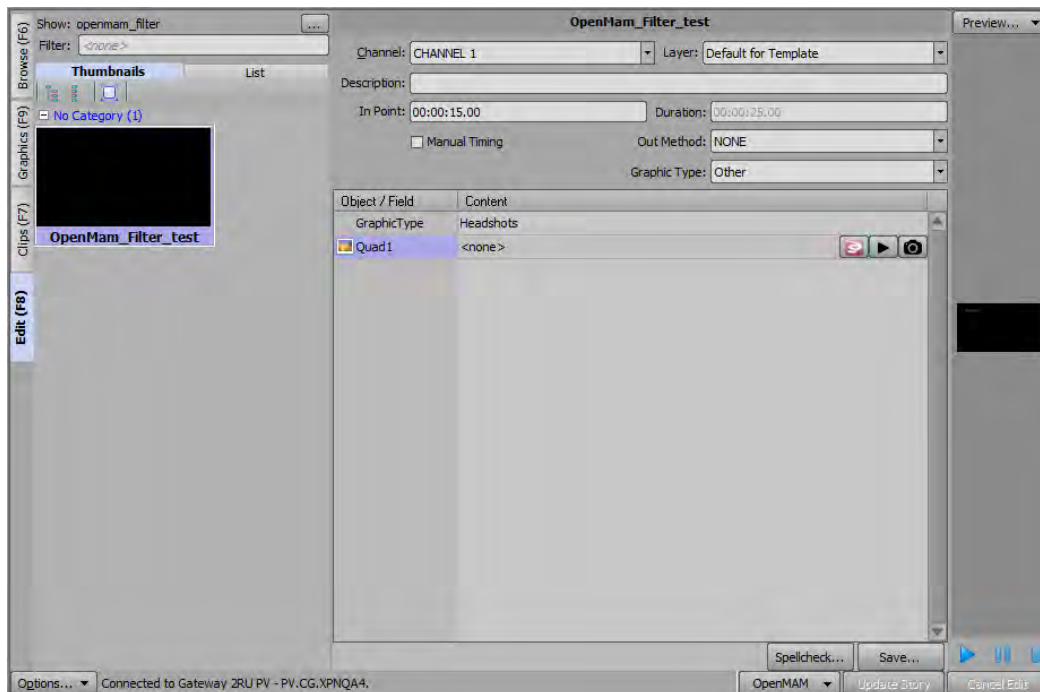 Browse (F6)
Graphics (F9)
Clips (F7)
Edit (F8)
Show: openmam_filter
...
Filter: <none>
Thumbnails
List
No Category (1)
OpenMam_Filter_test
OpenMam_Filter_test
Channel: CHANNEL 1
Layer: Default for Template
Description:
In Point: 00:00:15.00
Duration: 00:00:25.00
Manual Timing
Out Method: NONE
Graphic Type: Other
Object / Field
Content
GraphicType
Headshots
Quad1
<none>
Spellcheck...
Save...
Preview...
Options...
Connected to Gateway 2RU PV - PV.CG.XPNQA4.
OpenMAM
Update Story
Cancel Edit